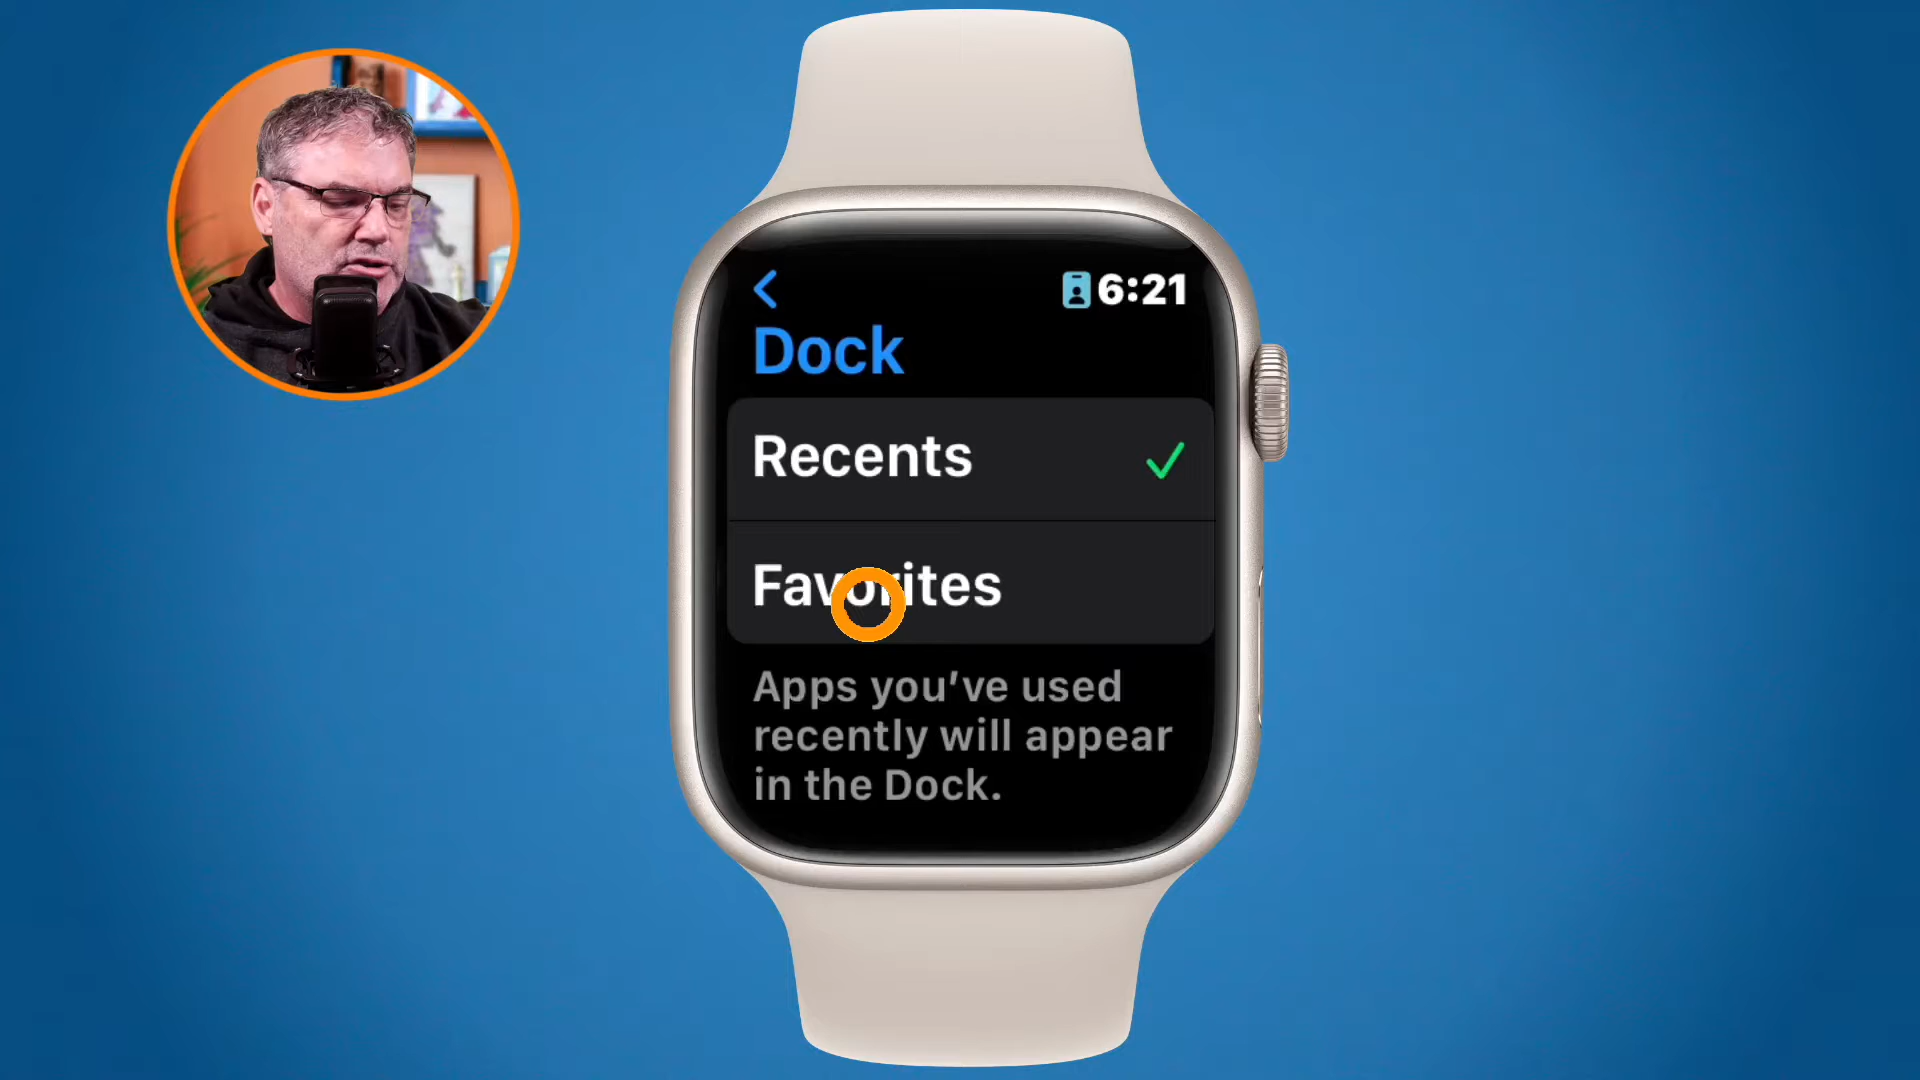 6:21
Dock
Recents
Favorites
Apps you've used
recently will appear
in the Dock.